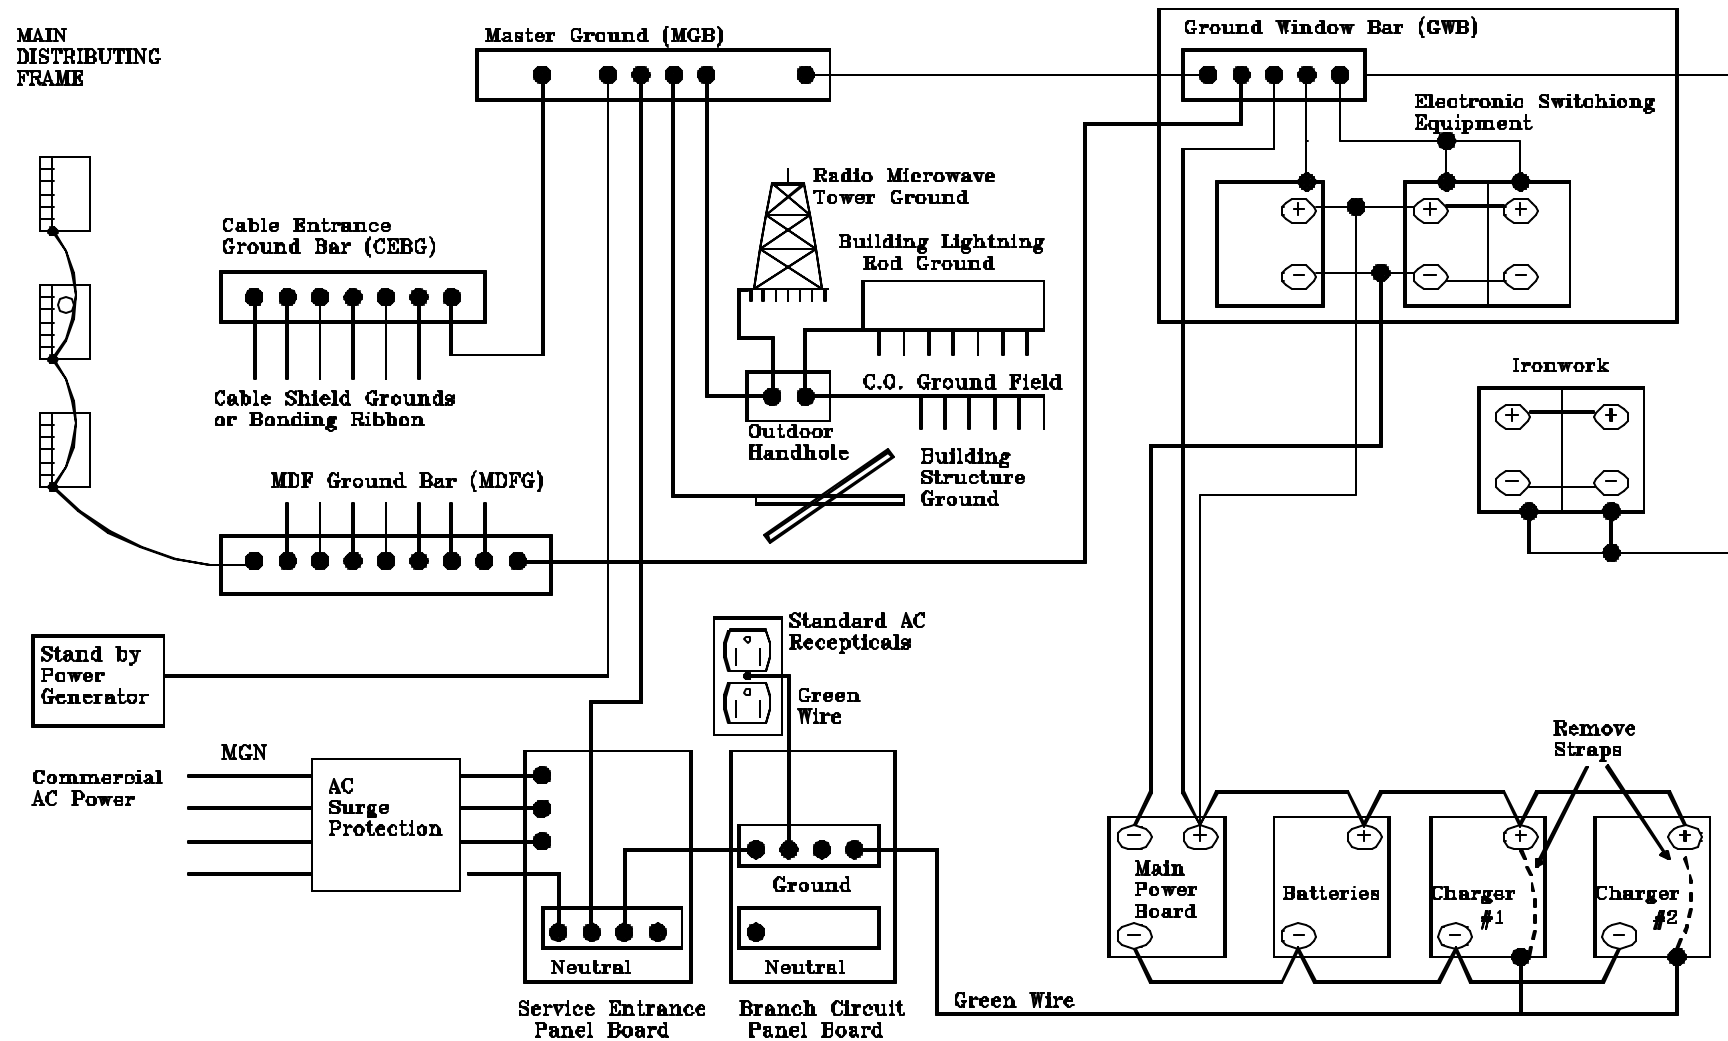 MAIN
DISTRIBUTING
FRAME
Master Ground (MGB)
Ground Window Bar (GWB)
Electronic Switchiong
Equipment
Radio Microwave
Tower Ground
Cable Entrance
Ground Bar (CEBG)
Building Lightning
Rod Ground
Ironwork
C.O. Ground Field
Cable Shield Grounds
or Bonding Ribbon
Outdoor
Handhole
Building
Structure
Ground
MDF Ground Bar (MDFG)
Standard AC
Recepticals
Stand by
Power
Generator
Green
Wire
Remove
Straps
MGN
Commercial
AC Power
AC
Surge
Protection
Main
Power
Board
Batteries
Charger
#1
Charger
#2
Ground
Neutral
Neutral
Service Entrance
Panel Board
Branch Circuit
Panel Board
Green Wire